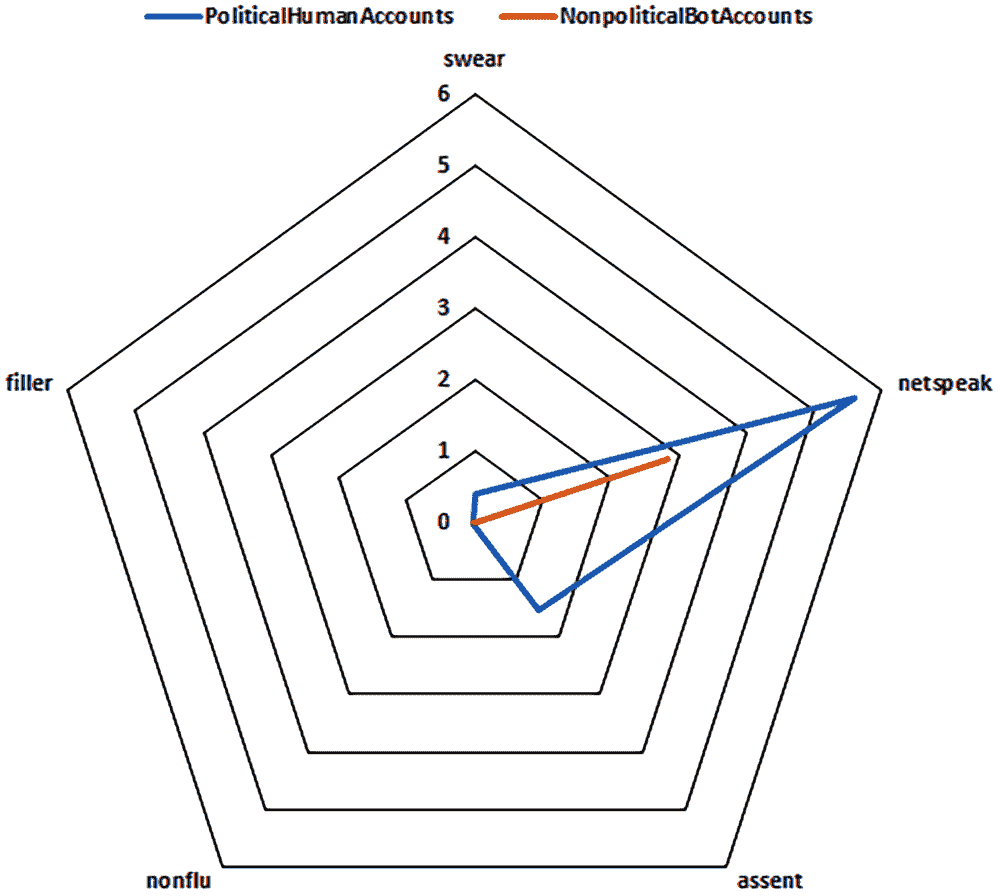 PoliticalHumanAccounts NonpoliticalBotAccounts
swear
6
5
4
3
filler
netspeak
2
1
0
nonflu
assent